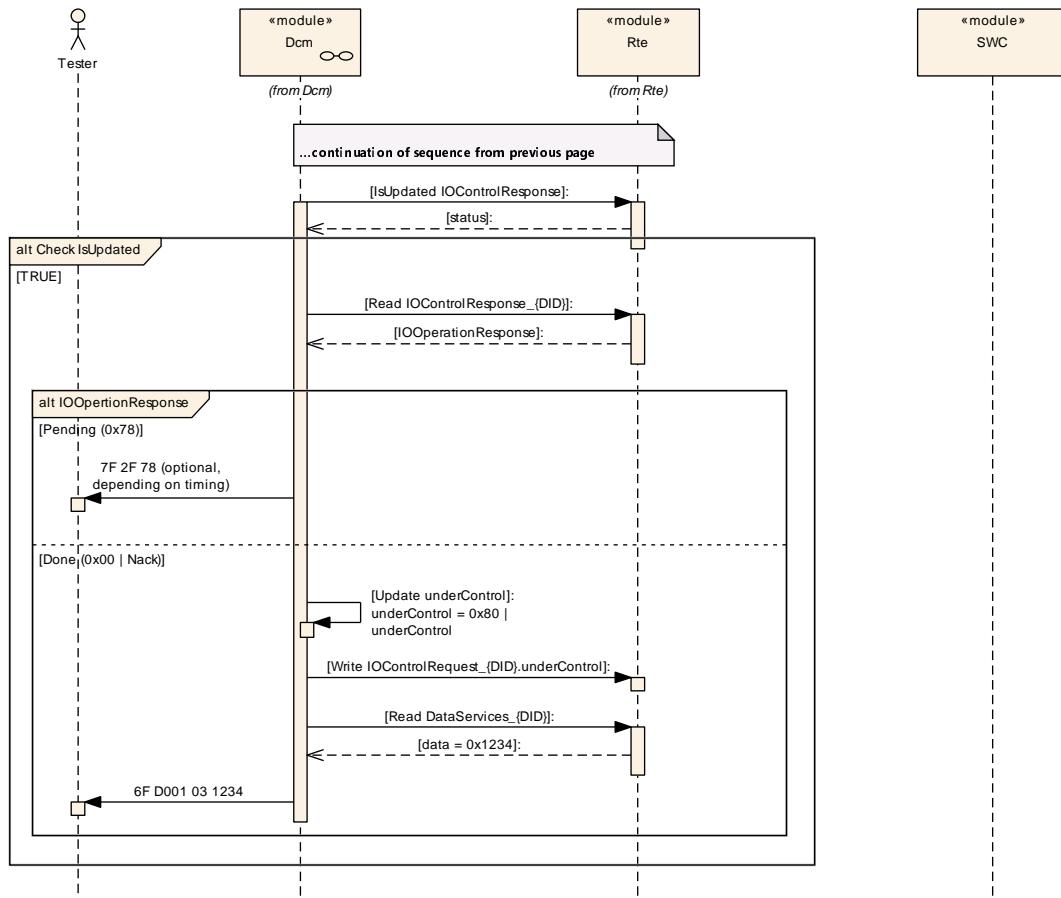 «module»
Dcm
«module»
Rte
«module»
SWC
Tester
(from Dcm)
(from Rte)
...continuation of sequence from previous page
[IsUpdated IOControlResponse]:
[status]:
alt Check IsUpdated
[TRUE]
[Read IOControlResponse_{DID}]:
[IOOperationResponse]:
alt IOOpertionResponse
[Pending (0x78)]
7F 2F 78 (optional,
depending on timing)
[Done (0x00 | Nack)]
[Update underControl]:
underControl = 0x80 |
underControl
[Write IOControlRequest_{DID}.underControl]:
[Read DataServices_{DID}]:
[data = 0x1234]:
6F D001 03 1234